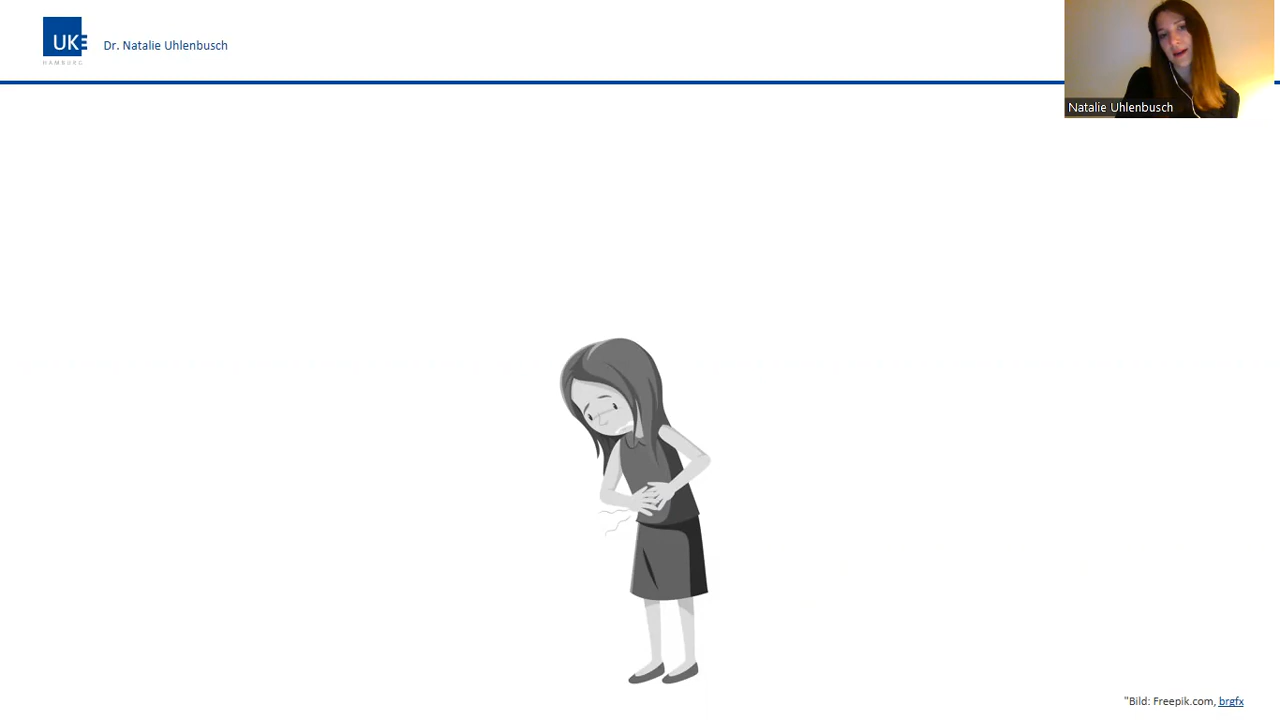 UKE
HAMBURG
Dr. Natalie Uhlenbusch
Natalie Uhlenbusch
"Bild: Freepik.com, brgfx